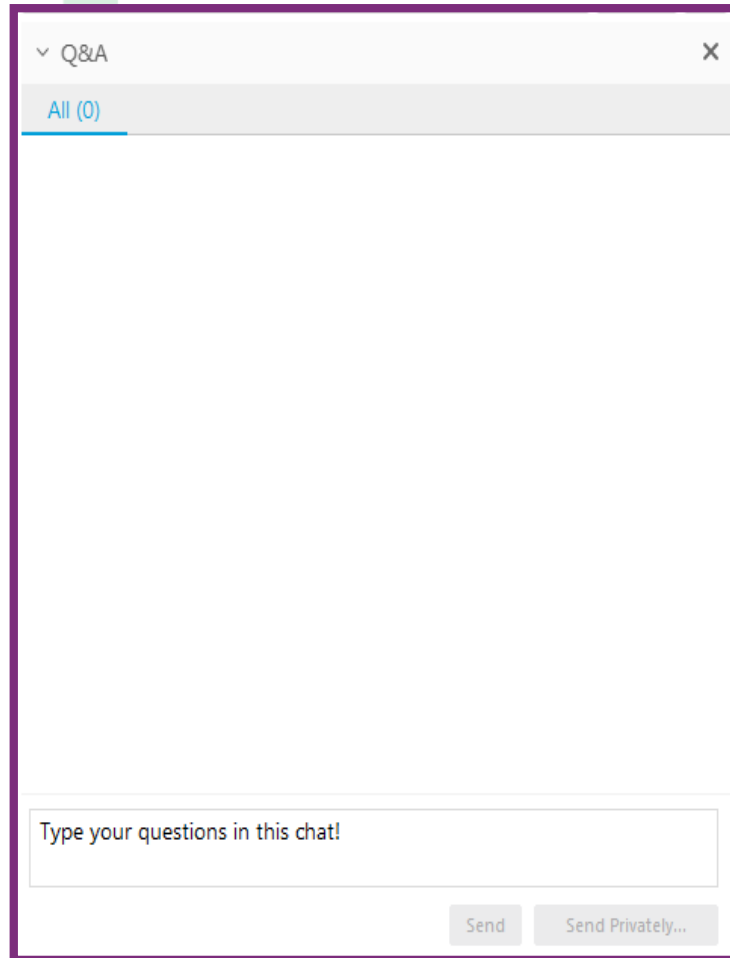 Q&A
All (0)
Type your questions in this chat!
Send
Send Privately...